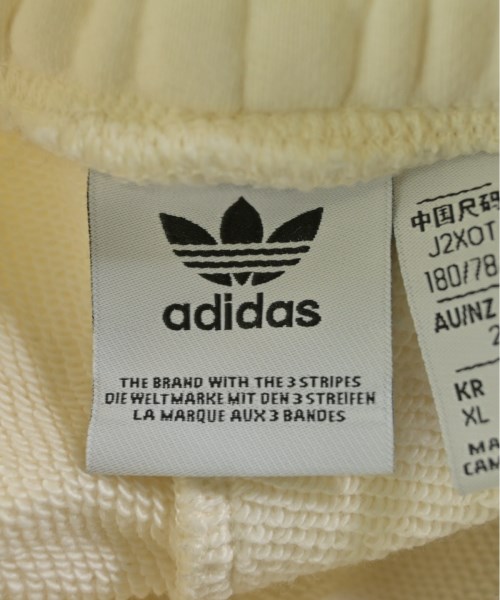 adidas
THE BRAND WITH THE 3 STRIPES
DIE WELTMARKE MIT DEN 3 STREIFEN
LA MARQUE AUX 3 BANDES
中国尺码
J2XOT
180/78
AU/NZ
2
KR
XL
MA
CAM